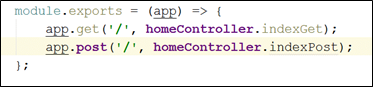 module.exports = (app) => {
    app.get('/', homeController.indexGet);
    app.post('/', homeController.indexPost);
};